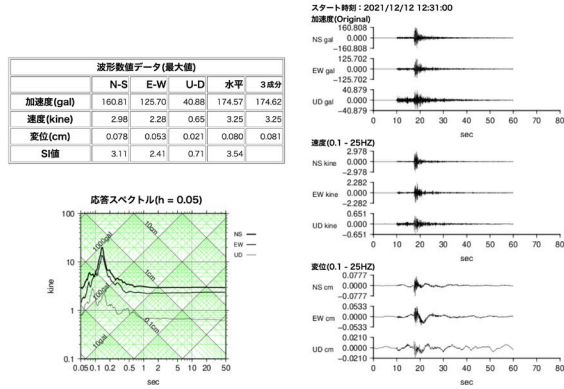 波形数値データ(最大値)
N-S E-W U-D 水平 3成分
加速度(gal) 160.81 125.70 40.88 174.57 174.62
速度(kine) 2.98 2.28 0.65 3.25 3.25
変位(cm) 0.078 0.053 0.021 0.080 0.081
SI値 3.11 2.41 0.71 3.54
応答スペクトル(h = 0.05)
100
10
1
0.1
kine
1000gal
100gal
10gal
10cm
1cm
0.1cm
NS
EW
UD
0.05 0.1 0.2 0.5 1 2 5 10 20 50
sec
スタート時刻：2021/12/12 12:31:00
加速度(Original)
160.808
NS gal 0.000
−160.808
125.702
EW gal 0.000
−125.702
40.879
UD gal 0.000
−40.879
0 10 20 30 40 50 60 70 80
sec
速度(0.1 - 25HZ)
2.978
NS kine 0.000
−2.978
2.282
EW kine 0.000
−2.282
0.651
UD kine 0.000
−0.651
0 10 20 30 40 50 60 70 80
sec
変位(0.1 - 25HZ)
0.0777
NS cm 0.0000
−0.0777
0.0533
EW cm 0.0000
−0.0533
0.0210
UD cm 0.0000
−0.0210
0 10 20 30 40 50 60 70 80
sec